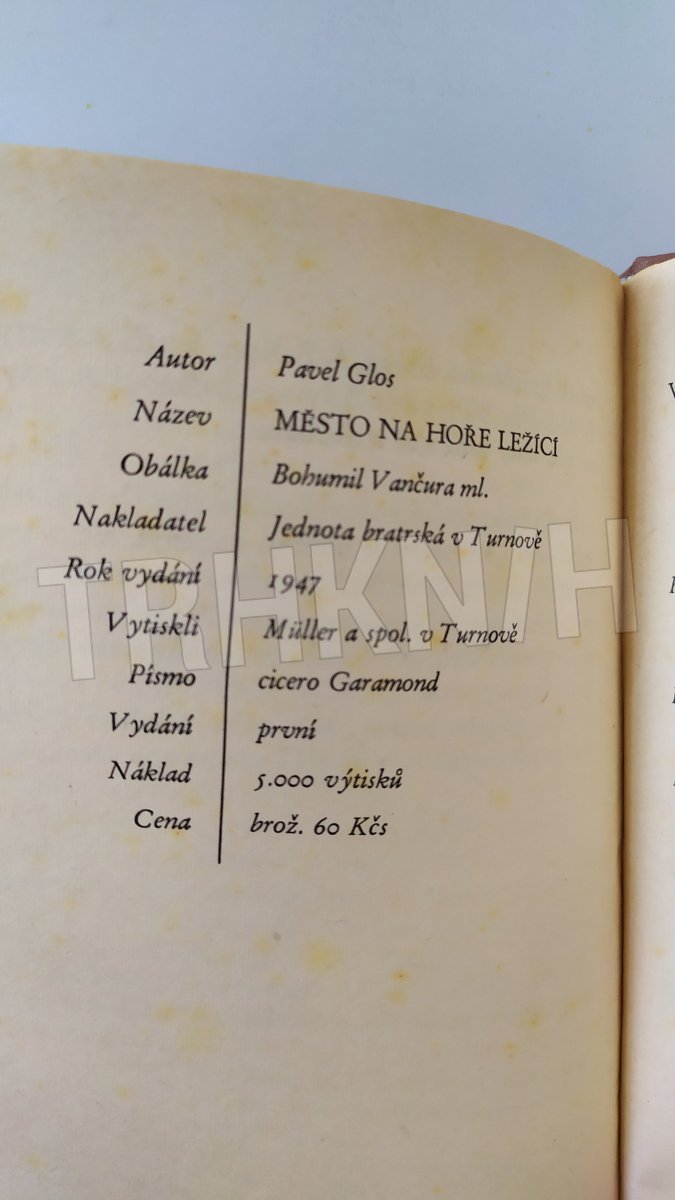 Autor Pavel Glos
Název MĚSTO NA HOŘE LEŽÍCÍ
Obálka Bohumil Vančura ml.
Nakladatel Jednota bratrská v Turnově
Rok vydání 1947
Vytiskli Müller a spol. v Turnově
Písmo cicero Garamond
Vydání první
Náklad 5.000 výtisků
Cena brož. 60 Kčs
TRHKNIH